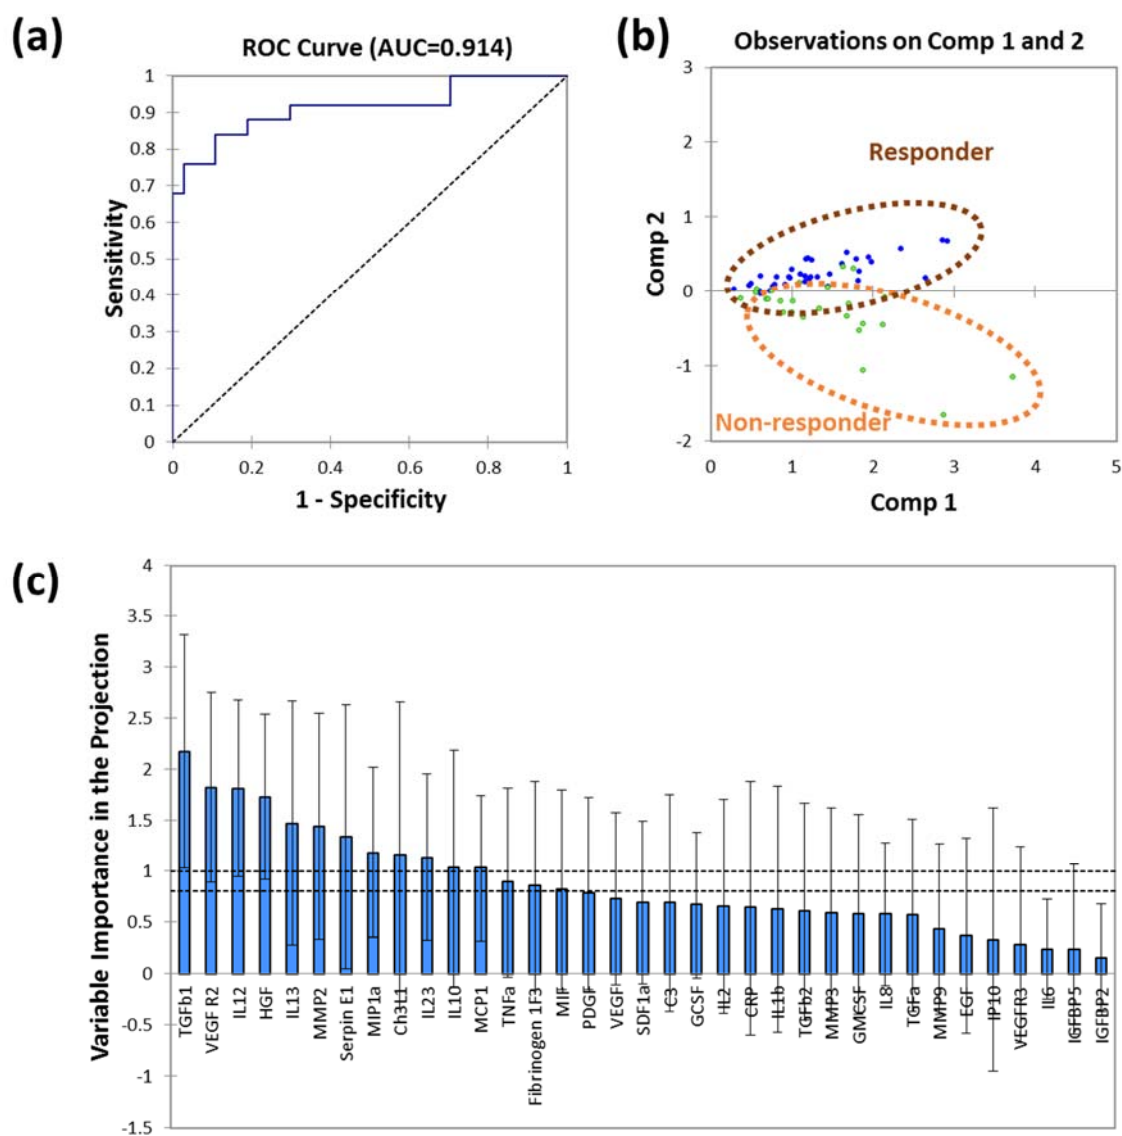 (a)
ROC Curve (AUC=0.914)
1
0.9
0.8
0.7
0.6
0.5
0.4
0.3
0.2
0.1
0
Sensitivity
0 0.2 0.4 0.6 0.8 1
1 - Specificity
(b)
Observations on Comp 1 and 2
3
2
1
0
-1
-2
Comp 2
Responder
Non-responder
0 1 2 3 4 5
Comp 1
(c)
Variable Importance in the Projection
4
3.5
3
2.5
2
1.5
1
0.5
0
-0.5
-1
-1.5
TGFb1
VEGF R2
IL12
HGF
IL13
MMP2
Serpin E1
MIP1a
Ch3L1
IL23
IL10
MCP1
TNFa
Fibrinogen 1F3
MIF
PDGF
VEGF
SDF1a
C3
GCSF
IL2
CRP
IL1b
TGFb2
MMP3
GMCSF
IL8
TGFa
MMP9
EGF
IP10
VEGFR3
IL6
IGFBP5
IGFBP2